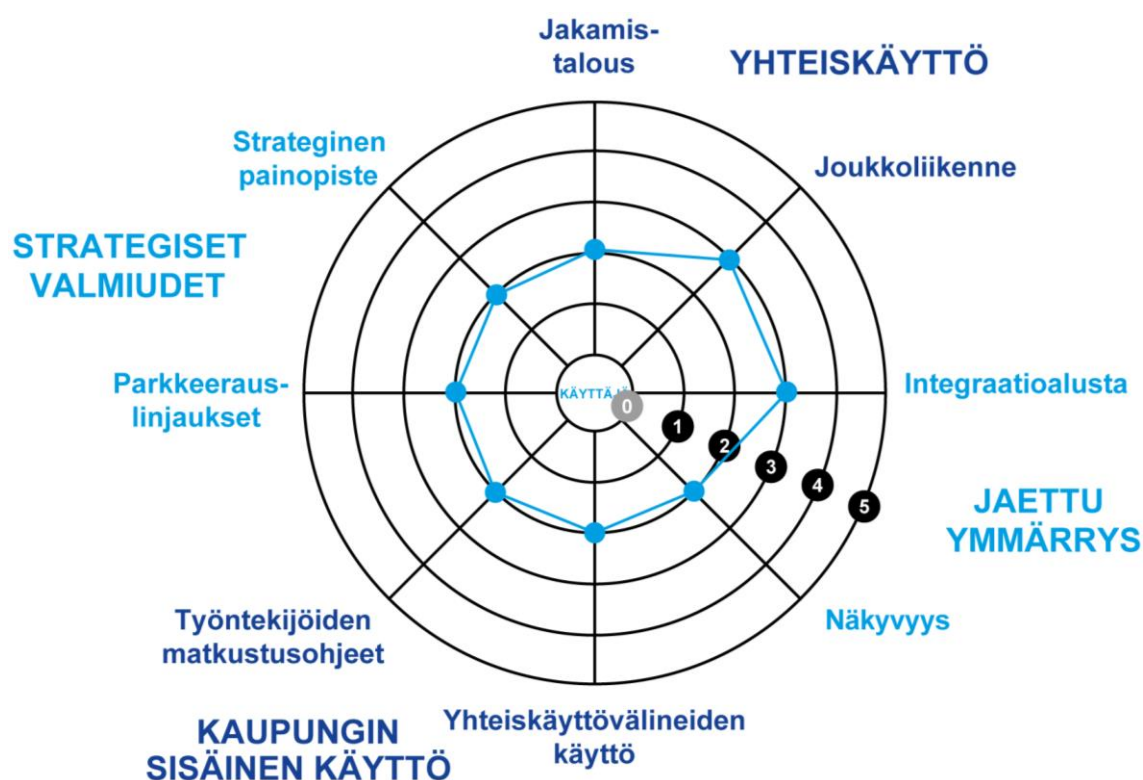 Jakamis-
talous
YHTEISKÄYTTÖ
Strateginen
painopiste
Joukkoliikenne
STRATEGISET
VALMIUDET
Parkkeeraus-
linjaukset
KÄYTTÄJÄ
Integraatioalusta
0
1
2
3
4
5
JAETTU
YMMÄRRYS
Työntekijöiden
matkustusohjeet
Näkyvyys
KAUPUNGIN
SISÄINEN KÄYTTÖ
Yhteiskäyttövälineiden
käyttö